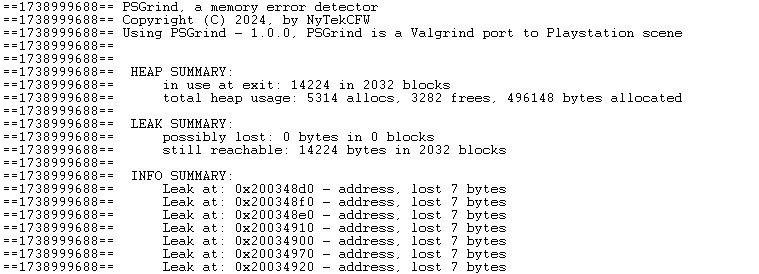 ==1738999688== PSGrind, a memory error detector
==1738999688== Copyright (C) 2024, by NyTekCFW
==1738999688== Using PSGrind - 1.0.0, PSGrind is a Valgrind port to Playstation scene
==1738999688==
==1738999688==
==1738999688== HEAP SUMMARY:
==1738999688== in use at exit: 14224 in 2032 blocks
==1738999688== total heap usage: 5314 allocs, 3282 frees, 496148 bytes allocated
==1738999688==
==1738999688== LEAK SUMMARY:
==1738999688== possibly lost: 0 bytes in 0 blocks
==1738999688== still reachable: 14224 bytes in 2032 blocks
==1738999688==
==1738999688== INFO SUMMARY:
==1738999688== Leak at: 0x200348d0 - address, lost 7 bytes
==1738999688== Leak at: 0x200348f0 - address, lost 7 bytes
==1738999688== Leak at: 0x200348e0 - address, lost 7 bytes
==1738999688== Leak at: 0x20034910 - address, lost 7 bytes
==1738999688== Leak at: 0x20034900 - address, lost 7 bytes
==1738999688== Leak at: 0x20034970 - address, lost 7 bytes
==1738999688== Leak at: 0x20034920 - address, lost 7 bytes